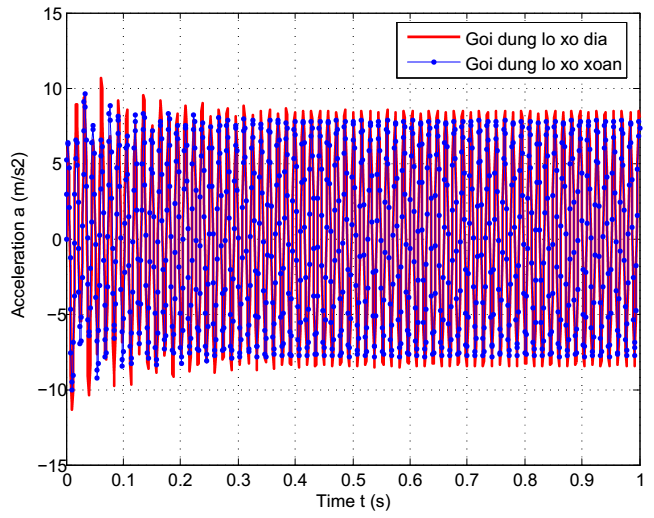 Goi dung lo xo dia
Goi dung lo xo xoan
Acceleration a (m/s2)
15
10
5
0
−5
−10
−15
0 0.1 0.2 0.3 0.4 0.5 0.6 0.7 0.8 0.9 1
Time t (s)